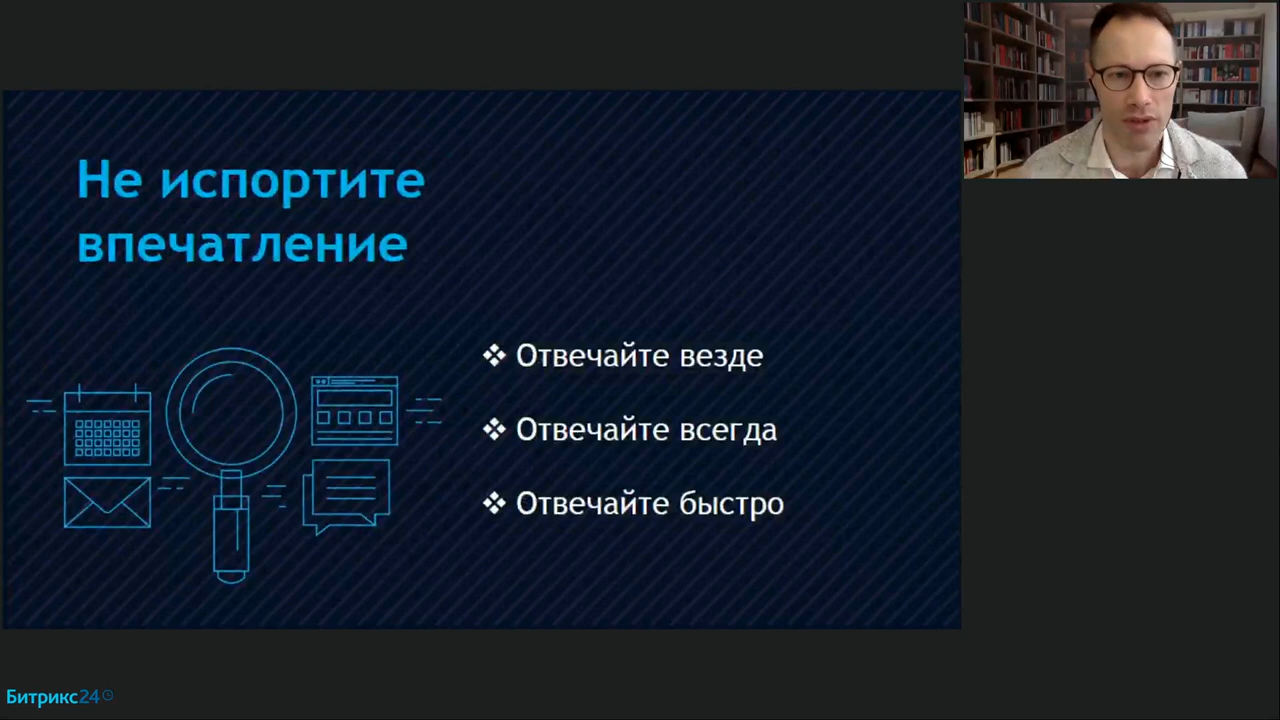 Не испортите
впечатление
❖ Отвечайте везде
❖ Отвечайте всегда
❖ Отвечайте быстро
Битрикс24